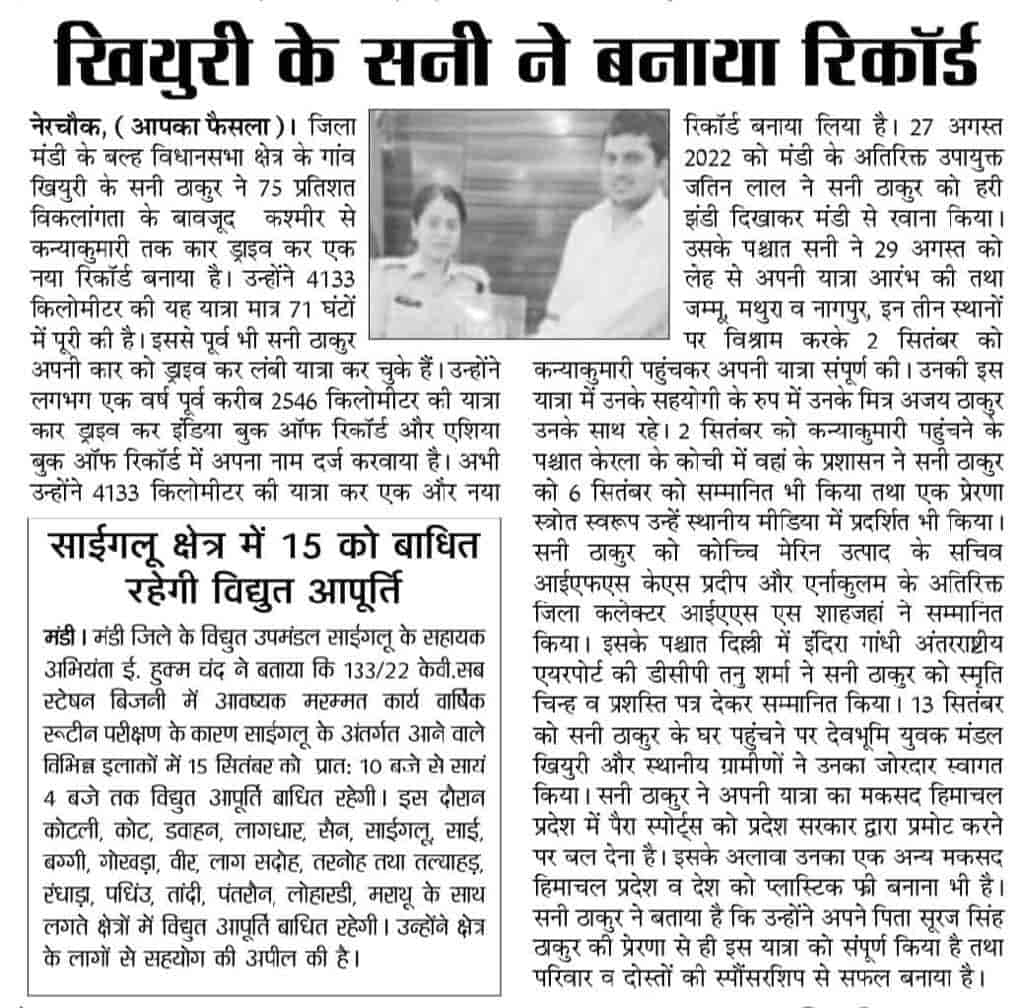 खियुरी के सनी ने बनाया रिकॉर्ड
नेरचौक, ( आपका फैसला )। जिला
मंडी के बल्ह विधानसभा क्षेत्र के गांव
खियुरी के सनी ठाकुर ने 75 प्रतिशत
विकलांगता के बावजूद कश्मीर से
कन्याकुमारी तक कार ड्राइव कर एक
नया रिकॉर्ड बनाया है। उन्होंने 4133
किलोमीटर की यह यात्रा मात्र 71 घंटों
में पूरी की है। इससे पूर्व भी सनी ठाकुर
अपनी कार को ड्राइव कर लंबी यात्रा कर चुके हैं। उन्होंने
लगभग एक वर्ष पूर्व करीब 2546 किलोमीटर की यात्रा
कार ड्राइव कर इंडिया बुक ऑफ रिकॉर्ड और एशिया
बुक ऑफ रिकॉर्ड में अपना नाम दर्ज करवाया है। अभी
उन्होंने 4133 किलोमीटर की यात्रा कर एक और नया
रिकॉर्ड बनाया लिया है। 27 अगस्त
2022 को मंडी के अतिरिक्त उपायुक्त
जतिन लाल ने सनी ठाकुर को हरी
झंडी दिखाकर मंडी से रवाना किया।
उसके पश्चात सनी ने 29 अगस्त को
लेह से अपनी यात्रा आरंभ की तथा
जम्मू, मथुरा व नागपुर, इन तीन स्थानों
पर विश्राम करके 2 सितंबर को
कन्याकुमारी पहुंचकर अपनी यात्रा संपूर्ण की। उनकी इस
यात्रा में उनके सहयोगी के रुप में उनके मित्र अजय ठाकुर
उनके साथ रहे। 2 सितंबर को कन्याकुमारी पहुंचने के
पश्चात केरला के कोची में वहां के प्रशासन ने सनी ठाकुर
को 6 सितंबर को सम्मानित भी किया तथा एक प्रेरणा
स्त्रोत स्वरूप उन्हें स्थानीय मीडिया में प्रदर्शित भी किया।
सनी ठाकुर को कोच्चि मेरिन उत्पाद के सचिव
आईएफएस केएस प्रदीप और एर्नाकुलम के अतिरिक्त
जिला कलेक्टर आईएएस एस शाहजहां ने सम्मानित
किया। इसके पश्चात दिल्ली में इंदिरा गांधी अंतरराष्ट्रीय
एयरपोर्ट की डीसीपी तनु शर्मा ने सनी ठाकुर को स्मृति
चिन्ह व प्रशस्ति पत्र देकर सम्मानित किया। 13 सितंबर
को सनी ठाकुर के घर पहुंचने पर देवभूमि युवक मंडल
खियुरी और स्थानीय ग्रामीणों ने उनका जोरदार स्वागत
किया। सनी ठाकुर ने अपनी यात्रा का मकसद हिमाचल
प्रदेश में पैरा स्पोर्ट्स को प्रदेश सरकार द्वारा प्रमोट करने
पर बल देना है। इसके अलावा उनका एक अन्य मकसद
हिमाचल प्रदेश व देश को प्लास्टिक फ्री बनाना भी है।
सनी ठाकुर ने बताया है कि उन्होंने अपने पिता सूरज सिंह
ठाकुर की प्रेरणा से ही इस यात्रा को संपूर्ण किया है तथा
परिवार व दोस्तों की स्पौंसरशिप से सफल बनाया है।
साईगलू क्षेत्र में 15 को बाधित
रहेगी विद्युत आपूर्ति
मंडी। मंडी जिले के विद्युत उपमंडल साईगलू के सहायक
अभियंता ई. हुक्म चंद ने बताया कि 133/22 केवी.सब
स्टेषन बिजनी में आवष्यक मरम्मत कार्य वार्षिक
रूटीन परीक्षण के कारण साईगलू के अंतर्गत आने वाले
विभिन्न इलाकों में 15 सितंबर को प्रात: 10 बजे से सायं
4 बजे तक विद्युत आपूर्ति बाधित रहेगी। इस दौरान
कोटली, कोट, डवाहन, लागधार, सैन, साईगलू, साई,
बग्गी, गोखड़ा, वीर, लाग सदोह, तरनोह तथा तल्याहड़,
रंधाड़ा, पधिंउ, तांदी, पंतरौन, लोहारडी, मराथू के साथ
लगते क्षेत्रों में विद्युत आपूर्ति बाधित रहेगी। उन्होंने क्षेत्र
के लागों से सहयोग की अपील की है।